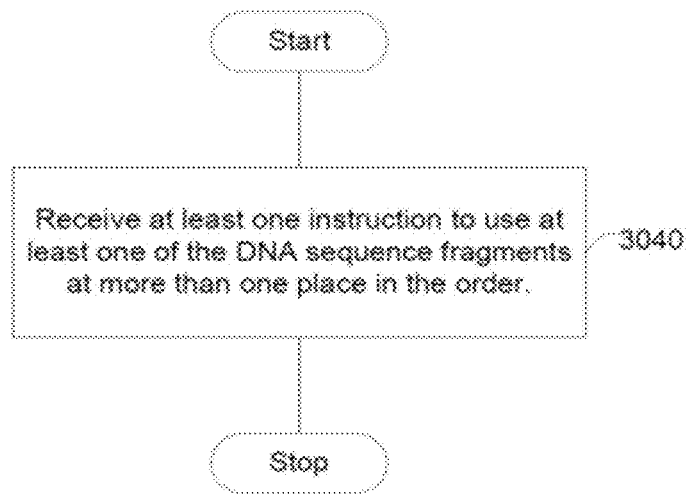 Start
Receive at least one instruction to use at
least one of the DNA sequence fragments
at more than one place in the order.
3040
Stop